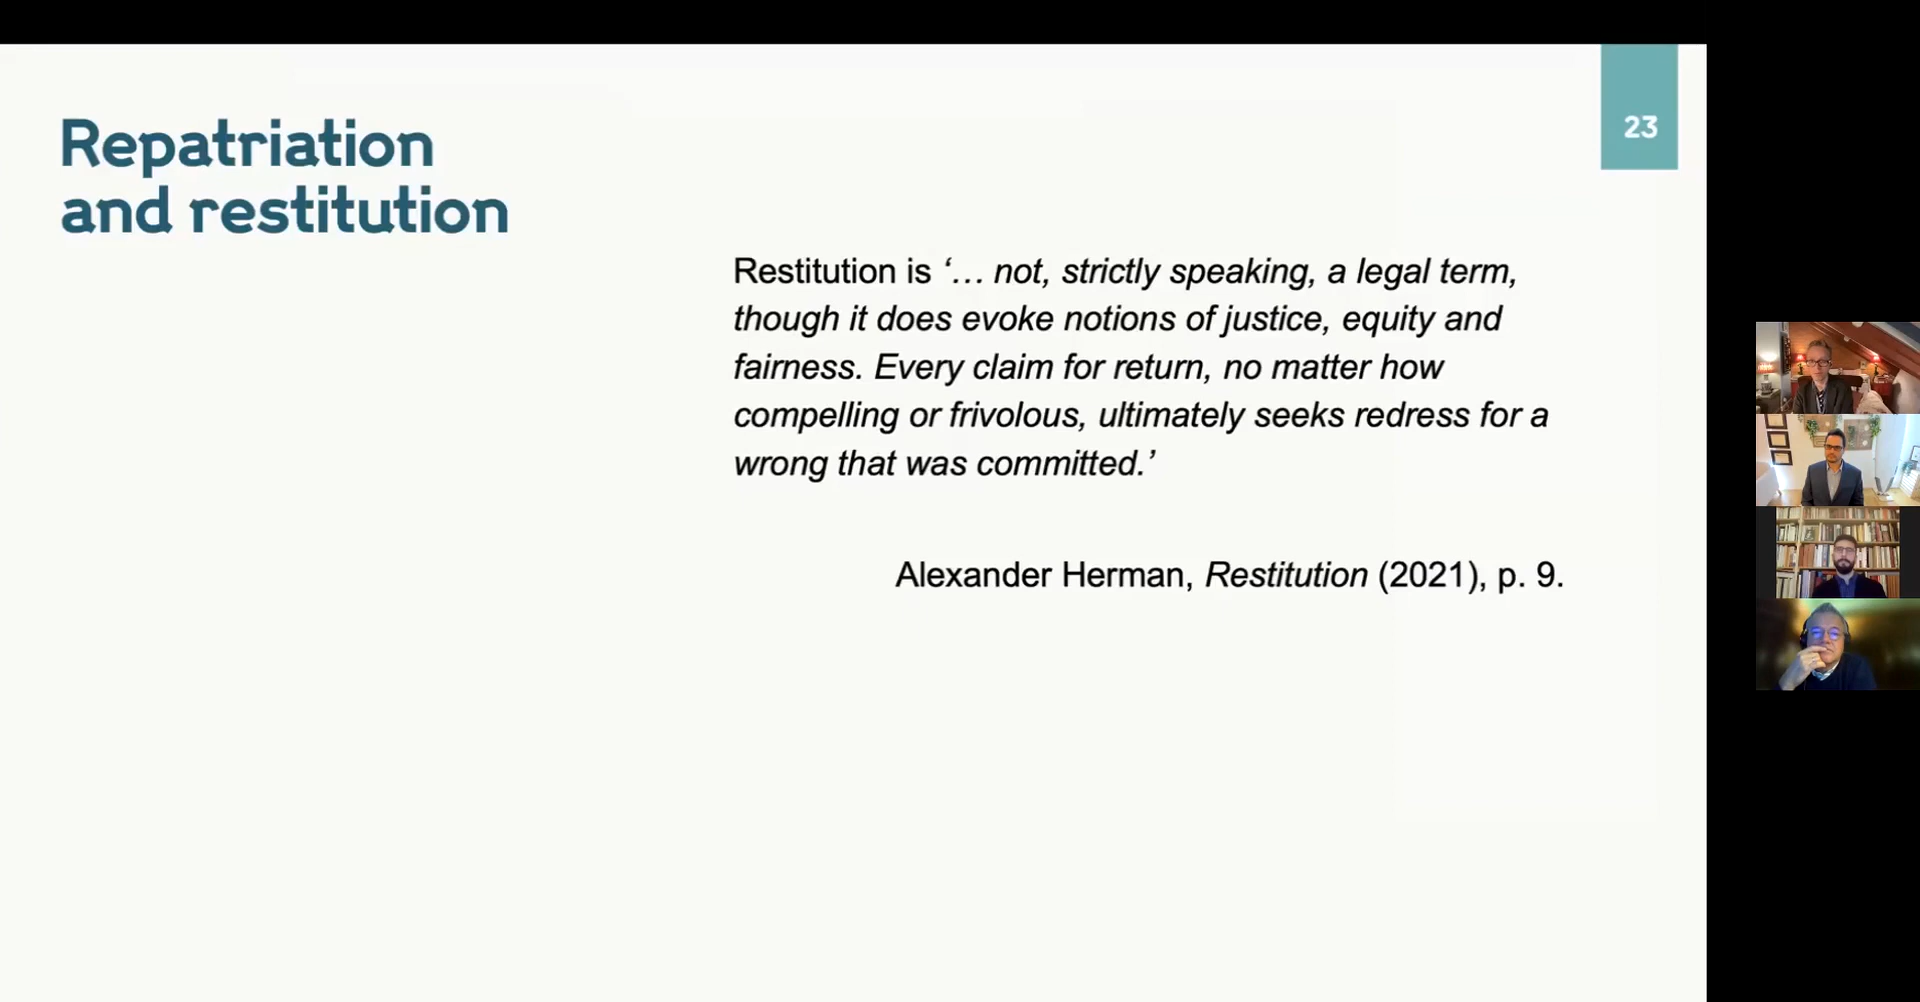 Repatriation
and restitution
23
Restitution is ‘… not, strictly speaking, a legal term,
though it does evoke notions of justice, equity and
fairness. Every claim for return, no matter how
compelling or frivolous, ultimately seeks redress for a
wrong that was committed.’
Alexander Herman, Restitution (2021), p. 9.